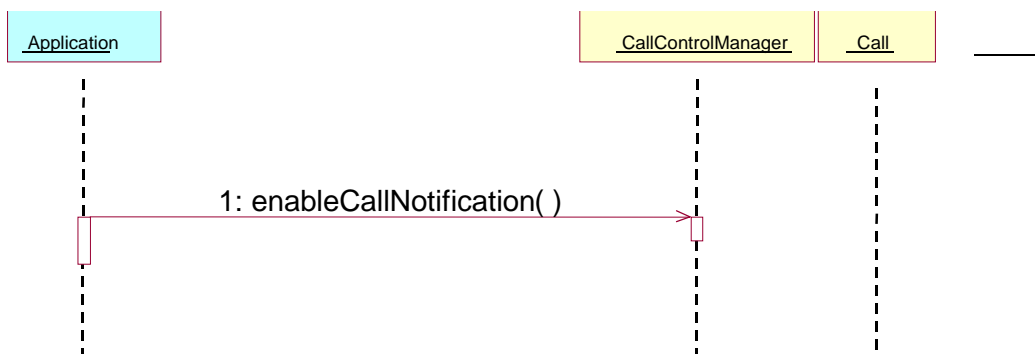 Application
CallControlManager
Call
1: enableCallNotification( )